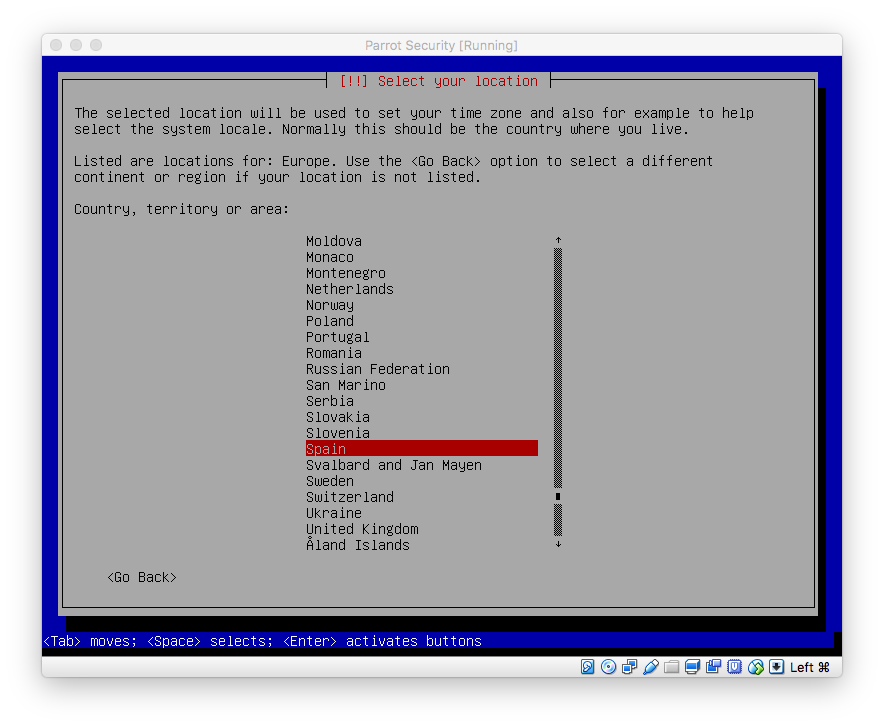 Parrot Security [Running]
[!!] Select your location
The selected location will be used to set your time zone and also for example to help
select the system locale. Normally this should be the country where you live.
Listed are locations for: Europe. Use the <Go Back> option to select a different
continent or region if your location is not listed.
Country, territory or area:
Moldova
Monaco
Montenegro
Netherlands
Norway
Poland
Portugal
Romania
Russian Federation
San Marino
Serbia
Slovakia
Slovenia
Spain
Svalbard and Jan Mayen
Sweden
Switzerland
Ukraine
United Kingdom
Åland Islands
<Go Back>
<Tab> moves; <Space> selects; <Enter> activates buttons
Left ⌘